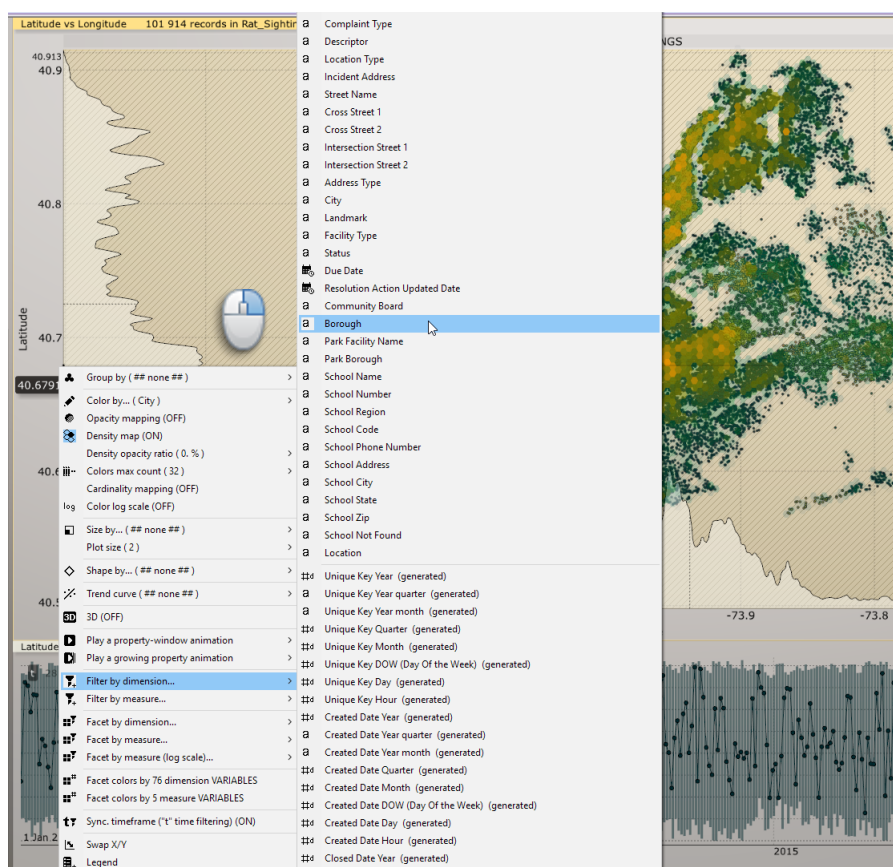 Latitude vs Longitude 101 914 records in Rat_Sightin
NGS
40.913
40.9
40.8
40.7
Latitude
40.6791
40.6
40.5
-73.9
-73.8
Complaint Type
Descriptor
Location Type
Incident Address
Street Name
Cross Street 1
Cross Street 2
Intersection Street 1
Intersection Street 2
Address Type
City
Landmark
Facility Type
Status
Due Date
Resolution Action Updated Date
Community Board
Borough
Park Facility Name
Park Borough
School Name
School Number
School Region
School Code
School Phone Number
School Address
School City
School State
School Zip
School Not Found
Location
Unique Key Year (generated)
Unique Key Year quarter (generated)
Unique Key Year month (generated)
Unique Key Quarter (generated)
Unique Key Month (generated)
Unique Key DOW (Day Of the Week) (generated)
Unique Key Day (generated)
Unique Key Hour (generated)
Created Date Year (generated)
Created Date Year quarter (generated)
Created Date Year month (generated)
Created Date Quarter (generated)
Created Date Month (generated)
Created Date DOW (Day Of the Week) (generated)
Created Date Day (generated)
Created Date Hour (generated)
Closed Date Year (generated)
Group by ( ## none ## )
Color by... ( City )
Opacity mapping (OFF)
Density map (ON)
Density opacity ratio ( 0. % )
Colors max count ( 32 )
Cardinality mapping (OFF)
log Color log scale (OFF)
Size by... ( ## none ## )
Plot size ( 2 )
Shape by... ( ## none ## )
Trend curve ( ## none ## )
3D 3D (OFF)
Play a property-window animation
Play a growing property animation
Filter by dimension...
Filter by measure...
Facet by dimension...
Facet by measure...
Facet by measure (log scale)...
Facet colors by 76 dimension VARIABLES
Facet colors by 5 measure VARIABLES
Sync. timeframe ("t" time filtering) (ON)
Swap X/Y
Legend
Latitude
t
1 Jan 2
2015